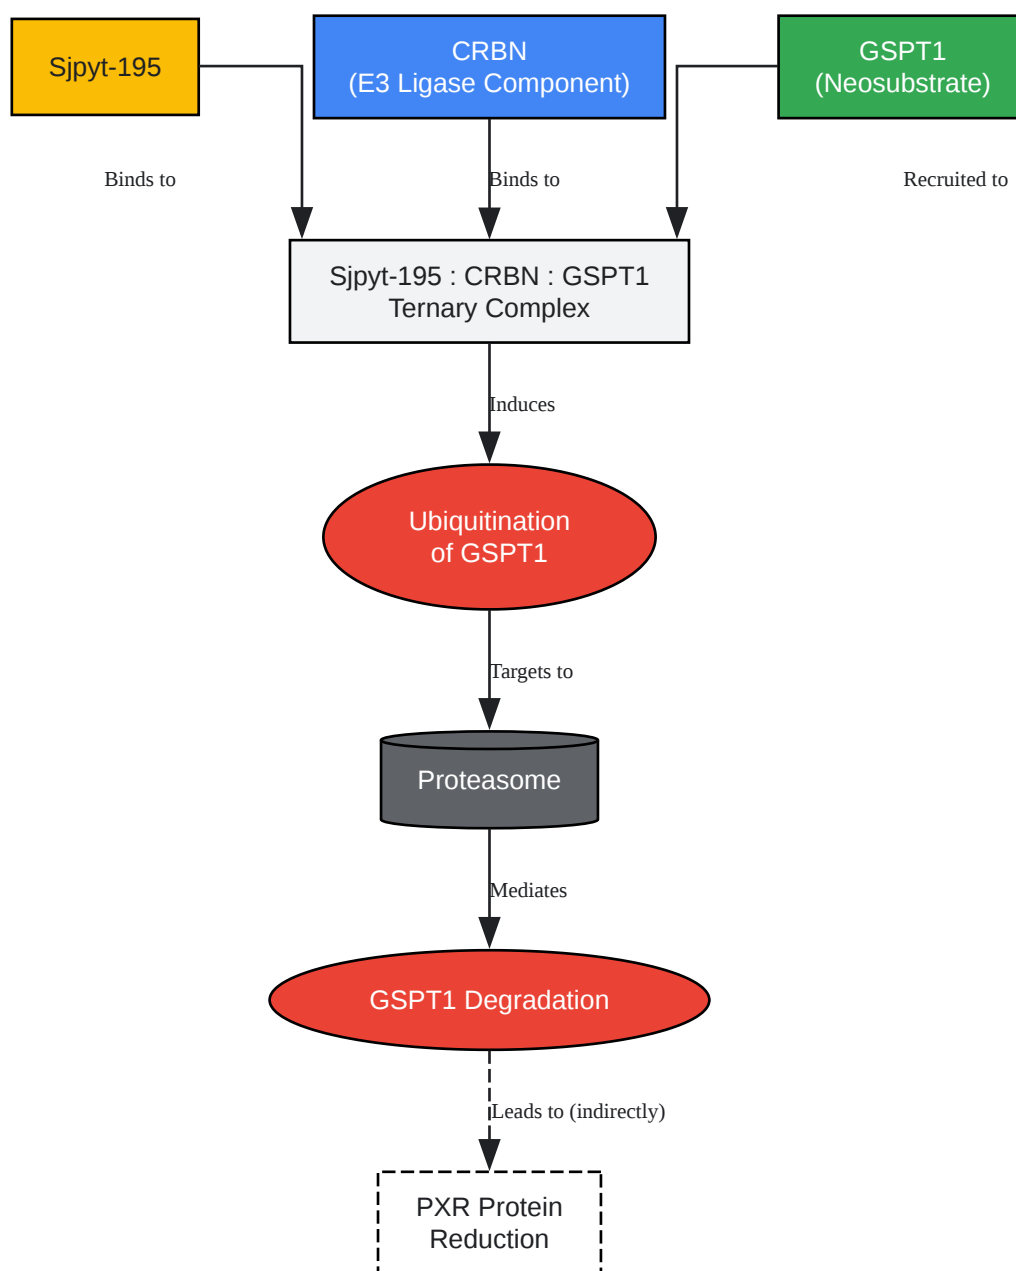 Sjpyt-195
CRBN
(E3 Ligase Component)
GSPT1
(Neosubstrate)
Binds to
Binds to
Recruited to
Sjpyt-195 : CRBN : GSPT1
Ternary Complex
Induces
Ubiquitination
of GSPT1
Targets to
Proteasome
Mediates
GSPT1 Degradation
Leads to (indirectly)
PXR Protein
Reduction